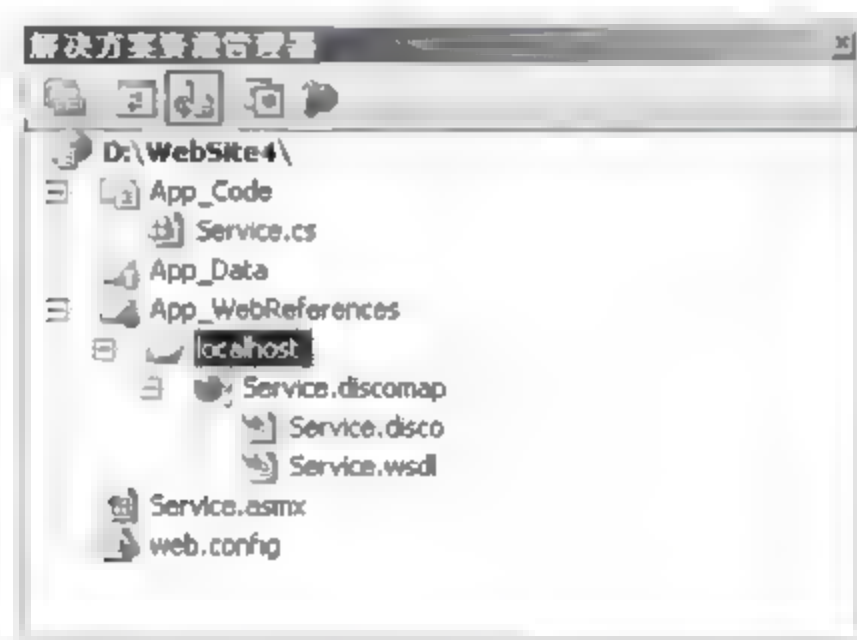 解决方案资源管理器
D:\WebSite4\
App_Code
Service.cs
App_Data
App_WebReferences
localhost
Service.discomap
Service.disco
Service.wsdl
Service.asmx
web.config